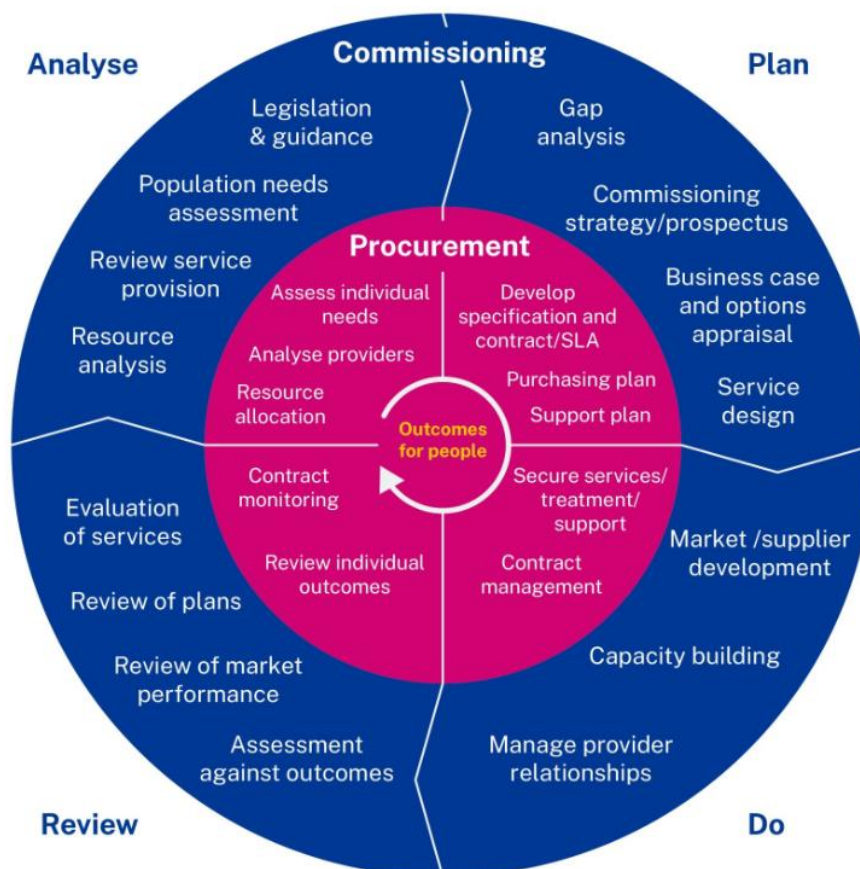 Analyse
Commissioning
Plan
Legislation
& guidance
Population needs
assessment
Review service
provision
Resource
analysis
Gap
analysis
Commissioning
strategy/prospectus
Business case
and options
appraisal
Service
design
Procurement
Assess individual
needs
Analyse providers
Resource
allocation
Develop
specification and
contract/SLA
Purchasing plan
Support plan
Outcomes
for people
Contract
monitoring
Review individual
outcomes
Secure services/
treatment/
support
Contract
management
Evaluation
of services
Review of plans
Review of market
performance
Assessment
against outcomes
Market /supplier
development
Capacity building
Manage provider
relationships
Review
Do